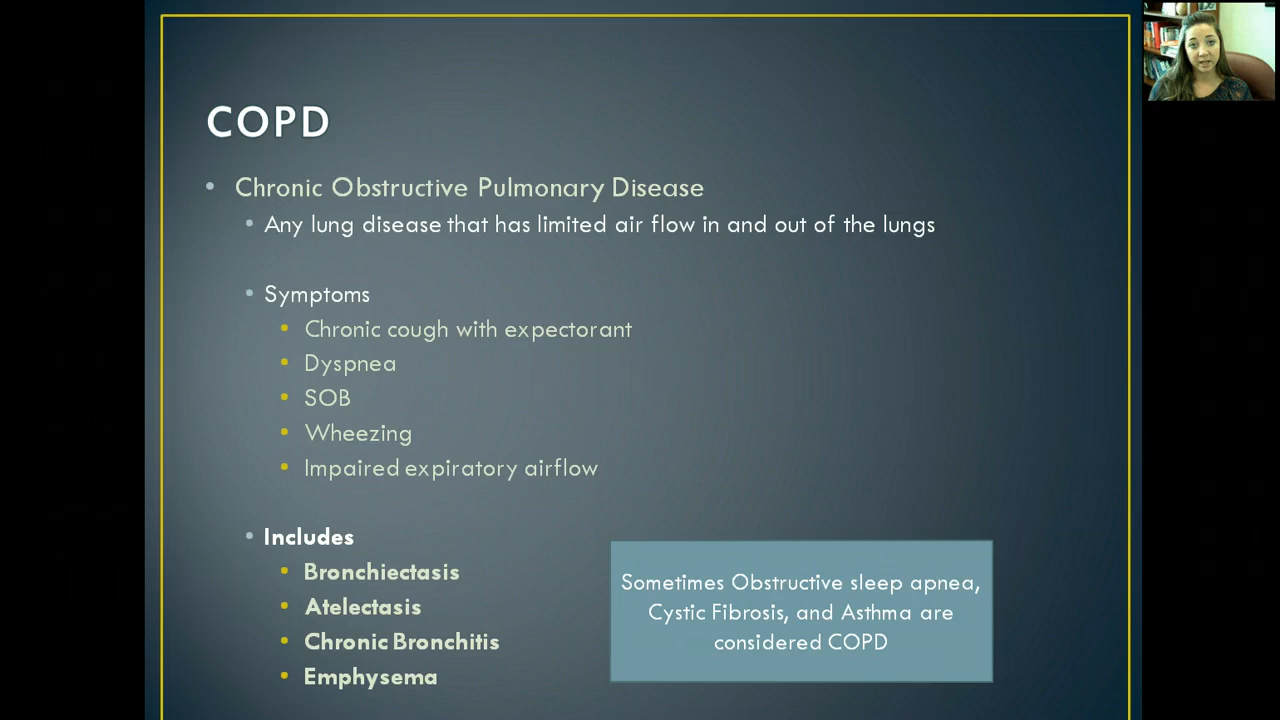 COPD
Chronic Obstructive Pulmonary Disease
Any lung disease that has limited air flow in and out of the lungs
Symptoms
Chronic cough with expectorant
Dyspnea
SOB
Wheezing
Impaired expiratory airflow
Includes
Bronchiectasis
Atelectasis
Chronic Bronchitis
Emphysema
Sometimes Obstructive sleep apnea,
Cystic Fibrosis, and Asthma are
considered COPD